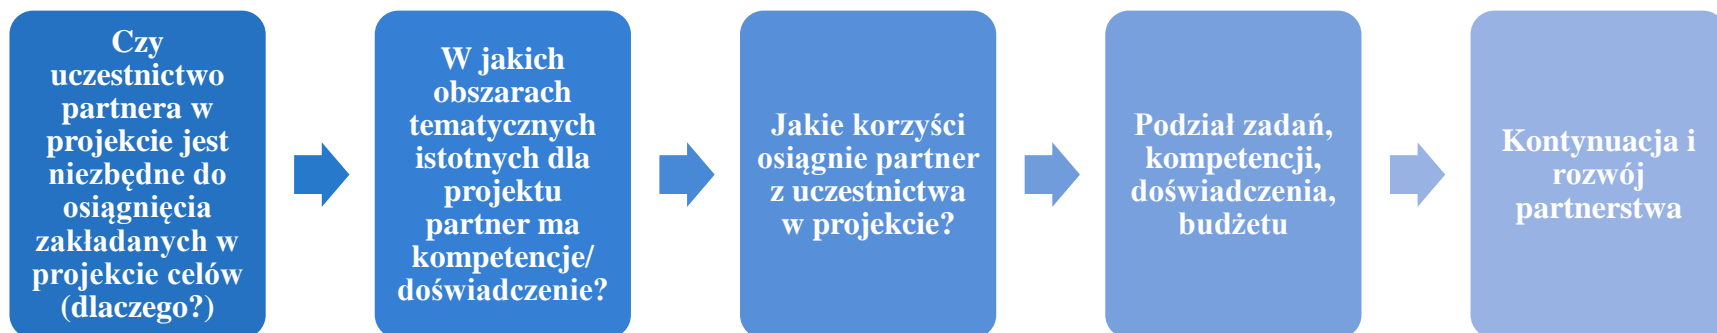 Czy
uczestnictwo
partnera w
projekcie jest
niezbędne do
osiągnięcia
zakładanych w
projekcie celów
(dlaczego?)
W jakich
obszarach
tematycznych
istotnych dla
projektu
partner ma
kompetencje/
doświadczenie?
Jakie korzyści
osiągnie partner
z uczestnictwa
w projekcie?
Podział zadań,
kompetencji,
doświadczenia,
budżetu
Kontynuacja i
rozwój
partnerstwa